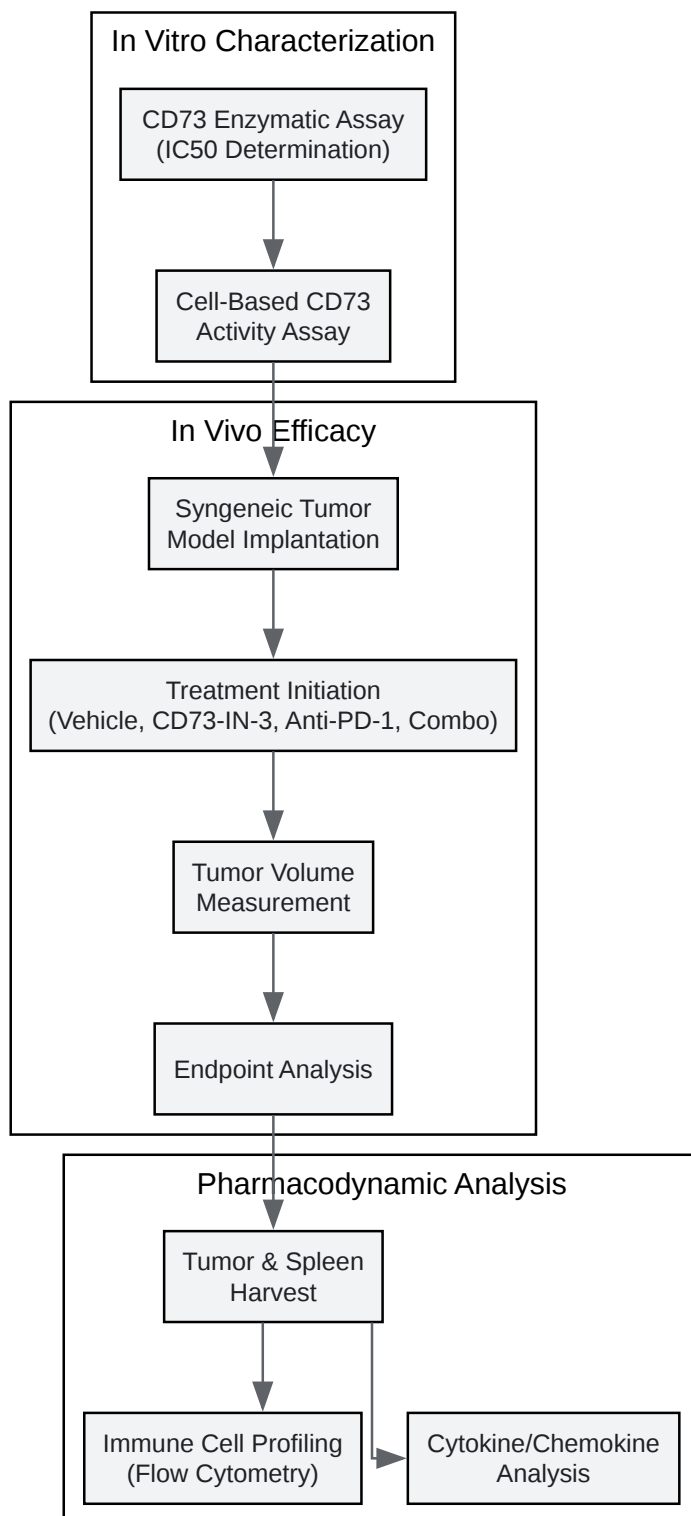 In Vitro Characterization
CD73 Enzymatic Assay
(IC50 Determination)
Cell-Based CD73
Activity Assay
In Vivo Efficacy
Syngeneic Tumor
Model Implantation
Treatment Initiation
(Vehicle, CD73-IN-3, Anti-PD-1, Combo)
Tumor Volume
Measurement
Endpoint Analysis
Pharmacodynamic Analysis
Tumor & Spleen
Harvest
Immune Cell Profiling
(Flow Cytometry)
Cytokine/Chemokine
Analysis